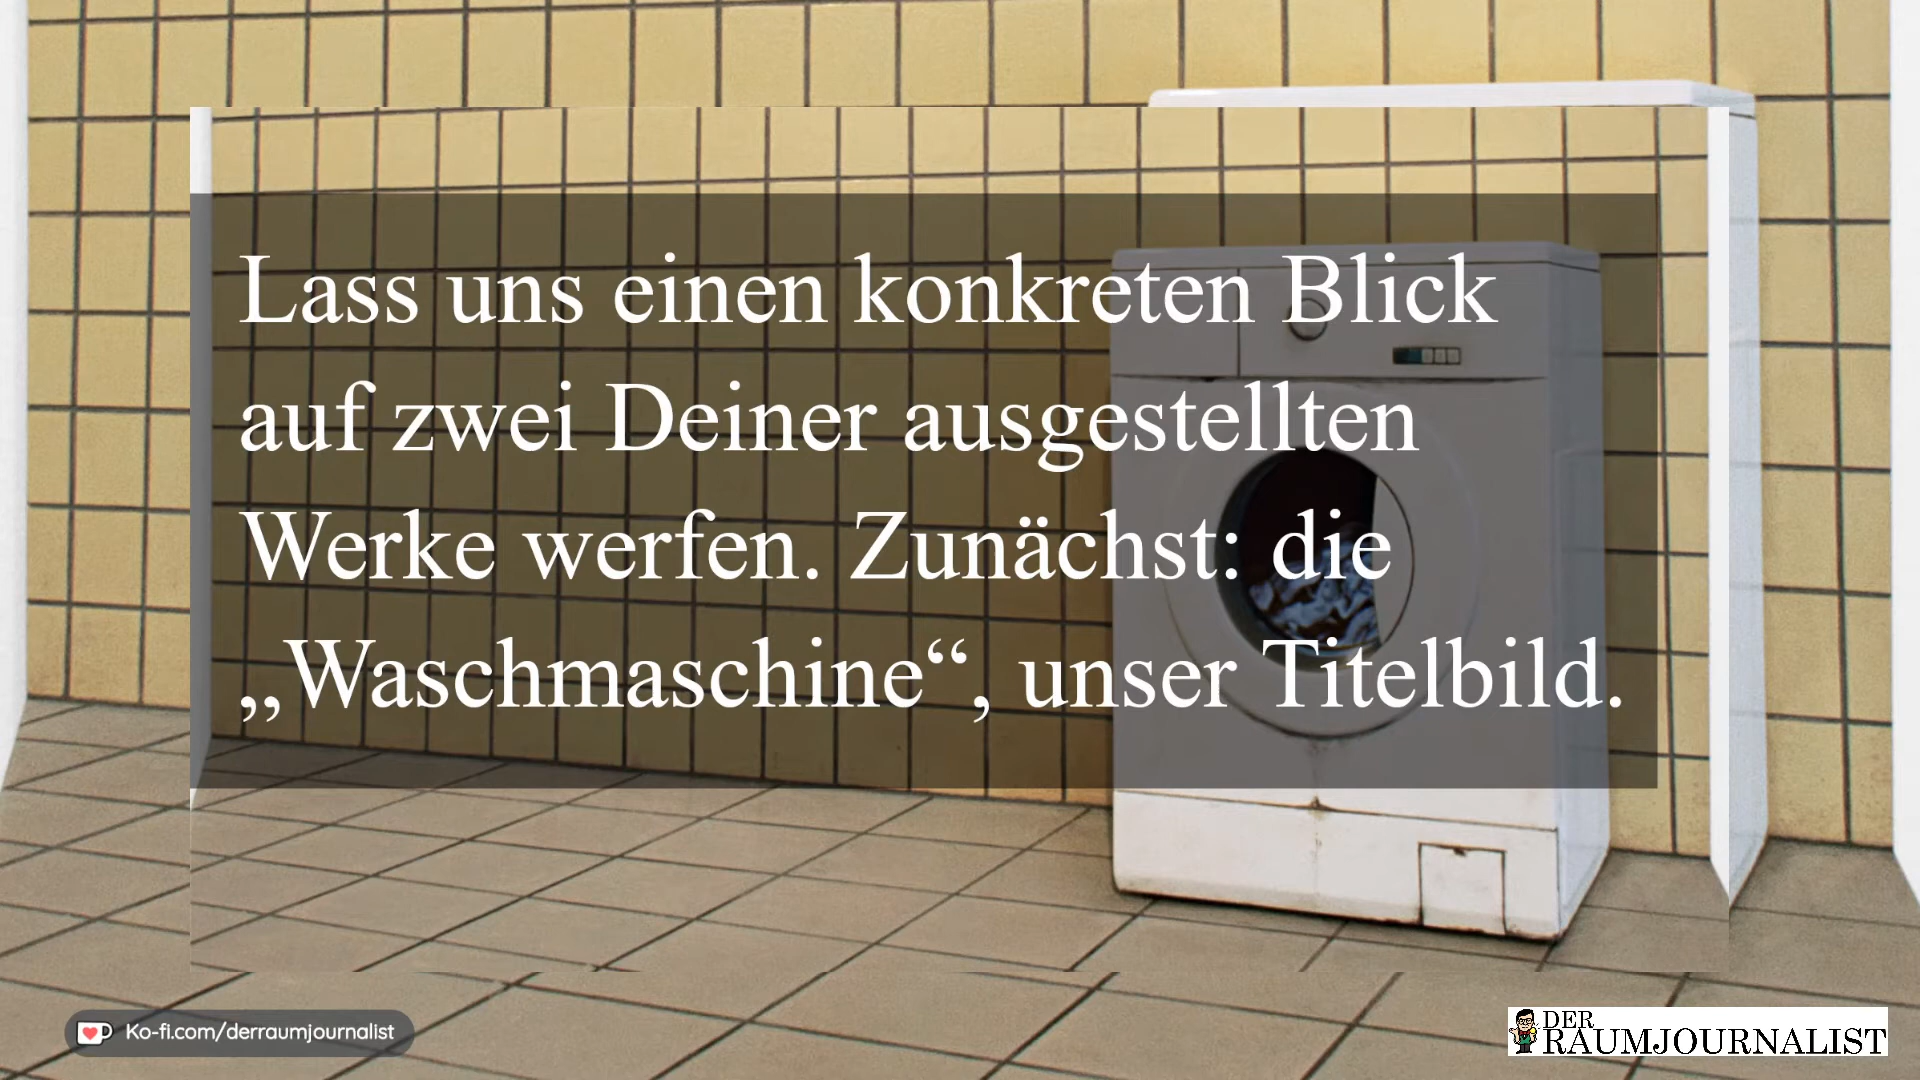 Lass uns einen konkreten Blick
auf zwei Deiner ausgestellten
Werke werfen. Zunächst: die
„Waschmaschine“, unser Titelbild.
Ko-fi.com/derraumjournalist
DER
RAUMJOURNALIST